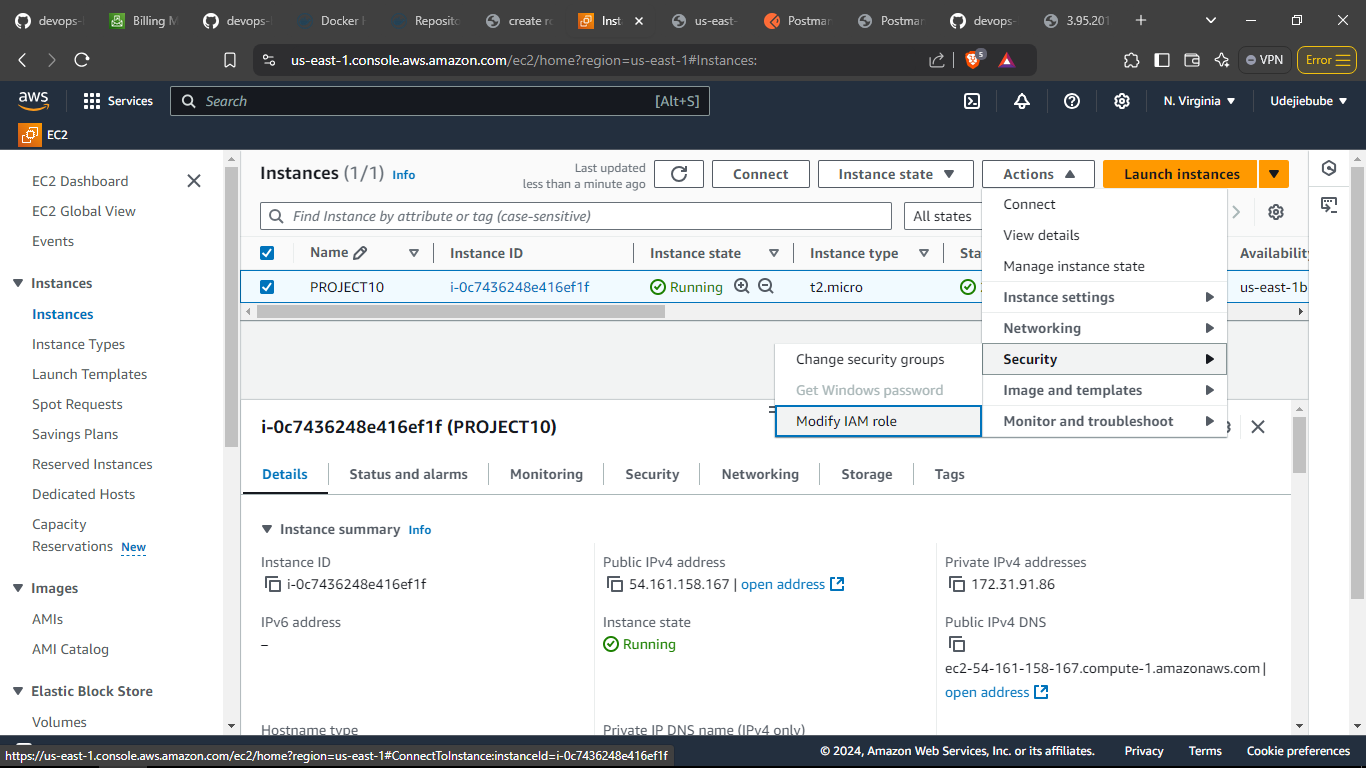 devops-
Billing M
devops-
Docker
Reposito
create ro
Inst
us-east-
Postman
Postman
devops-
3.95.201
us-east-1.console.aws.amazon.com/ec2/home?region=us-east-1#Instances:
5
VPN
Error
aws
Services
Search
[Alt+S]
N. Virginia
Udejiebube
EC2
EC2 Dashboard
EC2 Global View
Events
Instances
Instances
Instance Types
Launch Templates
Spot Requests
Savings Plans
Reserved Instances
Dedicated Hosts
Capacity
Reservations New
Images
AMIs
AMI Catalog
Elastic Block Store
Volumes
Instances (1/1) Info
Last updated
less than a minute ago
Connect
Instance state
Actions
Launch instances
Find Instance by attribute or tag (case-sensitive)
All states
Name
Instance ID
Instance state
Instance type
Sta
Availability
PROJECT10
i-0c7436248e416ef1f
Running
t2.micro
us-east-1b
Connect
View details
Manage instance state
Instance settings
Networking
Security
Image and templates
Monitor and troubleshoot
Change security groups
Get Windows password
Modify IAM role
i-0c7436248e416ef1f (PROJECT10)
Details
Status and alarms
Monitoring
Security
Networking
Storage
Tags
Instance summary Info
Instance ID
i-0c7436248e416ef1f
Public IPv4 address
54.161.158.167 | open address
Private IPv4 addresses
172.31.91.86
IPv6 address
–
Instance state
Running
Public IPv4 DNS
ec2-54-161-158-167.compute-1.amazonaws.com |
open address
Hostname type
Private IP DNS name (IPv4 only)
https://us-east-1.console.aws.amazon.com/ec2/home?region=us-east-1#ConnectToInstance:instanceId=i-0c7436248e416ef1f
© 2024, Amazon Web Services, Inc. or its affiliates.
Privacy
Terms
Cookie preferences